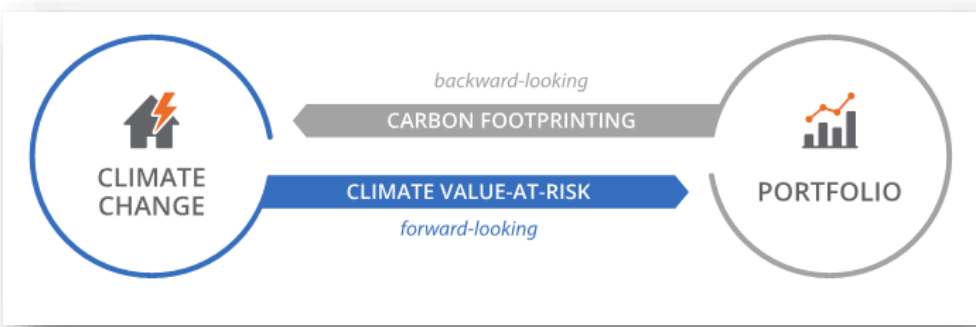 backward-looking
CARBON FOOTPRINTING
CLIMATE
CHANGE
CLIMATE VALUE-AT-RISK
PORTFOLIO
forward-looking